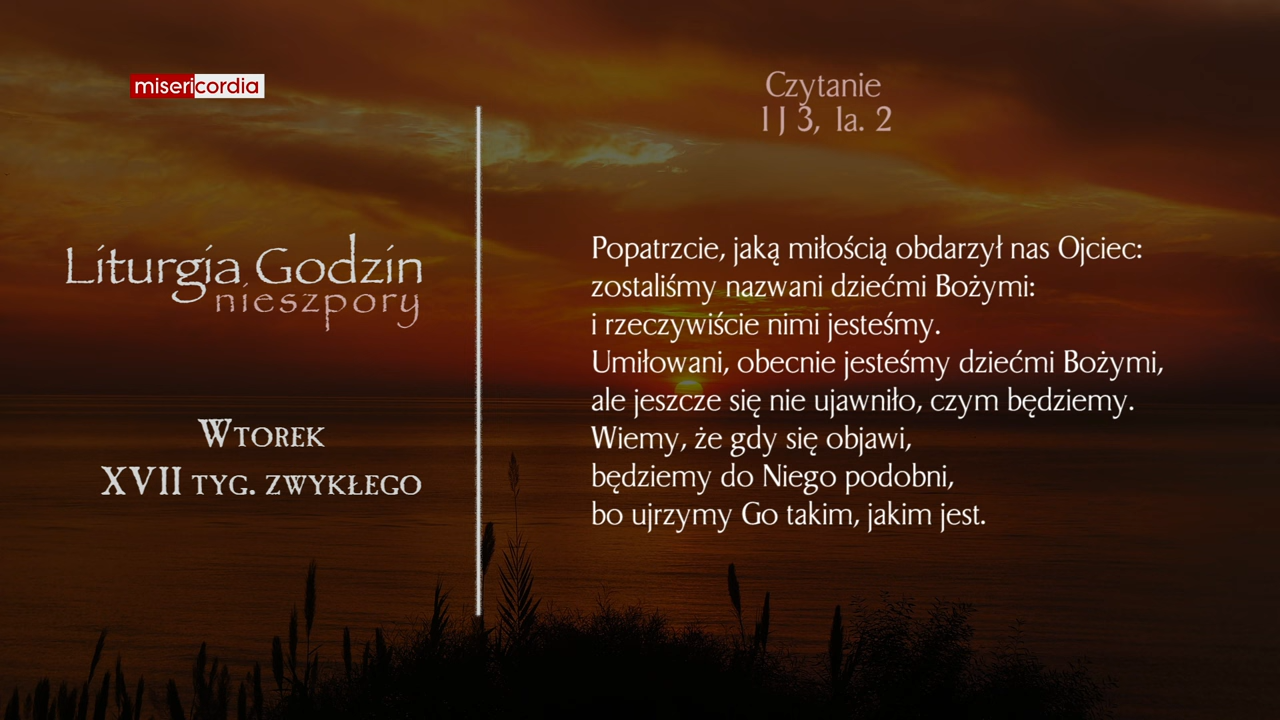 misericordia
Liturgia Godzin
nieszpory
Wtorek
XVII tyg. zwykłego
Czytanie
1 J 3, 1a. 2
Popatrzcie, jaką miłością obdarzył nas Ojciec:
zostaliśmy nazwani dziećmi Bożymi:
i rzeczywiście nimi jesteśmy.
Umiłowani, obecnie jesteśmy dziećmi Bożymi,
ale jeszcze się nie ujawniło, czym będziemy.
Wiemy, że gdy się objawi,
będziemy do Niego podobni,
bo ujrzymy Go takim, jakim jest.